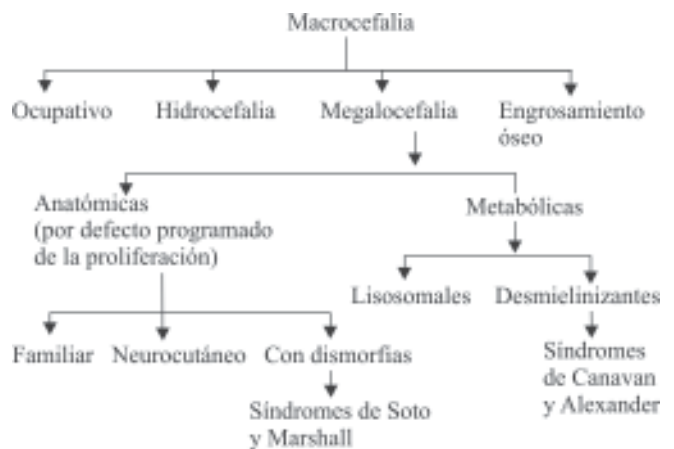 Macrocefalia
Ocupativo Hidrocefalia Megalocefalia Engrosamiento
óseo
Anatómicas
(por defecto programado
de la proliferación)
Metabólicas
Lisosomales Desmielinizantes
Familiar Neurocutáneo Con dismorfias
Síndromes
de Canavan
y Alexander
Síndromes de Soto
y Marshall